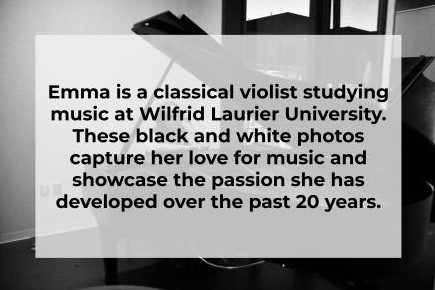 Emma is a classical violist studying
music at Wilfrid Laurier University.
These black and white photos
capture her love for music and
showcase the passion she has
developed over the past 20 years.